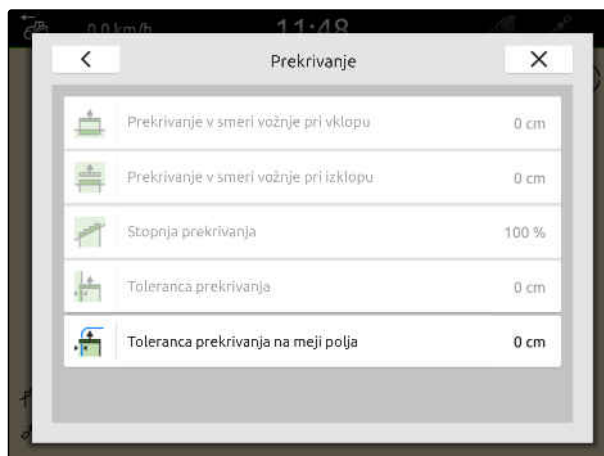 0.0 km/h 11:48
Prekrivanje
Prekrivanje v smeri vožnje pri vklopu 0 cm
Prekrivanje v smeri vožnje pri izklopu 0 cm
Stopnja prekrivanja 100 %
Toleranca prekrivanja 0 cm
Toleranca prekrivanja na meji polja 0 cm